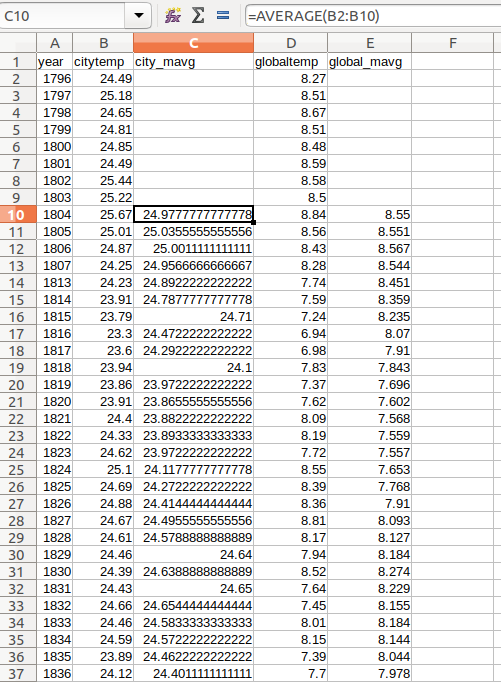 C10 =AVERAGE(B2:B10)
A B C D E F
1 year citytemp city_mavg globaltemp global_mavg
2 1796 24.49 8.27
3 1797 25.18 8.51
4 1798 24.65 8.67
5 1799 24.81 8.51
6 1800 24.85 8.48
7 1801 24.49 8.59
8 1802 25.44 8.58
9 1803 25.22 8.5
10 1804 25.67 24.9777777777778 8.84 8.55
11 1805 25.01 25.0355555555556 8.56 8.551
12 1806 24.87 25.0011111111111 8.43 8.567
13 1807 24.25 24.9566666666667 8.28 8.544
14 1813 24.23 24.8922222222222 7.74 8.451
15 1814 23.91 24.7877777777778 7.59 8.359
16 1815 23.79 24.71 7.24 8.235
17 1816 23.3 24.4722222222222 6.94 8.07
18 1817 23.6 24.2922222222222 6.98 7.91
19 1818 23.94 24.1 7.83 7.843
20 1819 23.86 23.9722222222222 7.37 7.696
21 1820 23.91 23.8655555555556 7.62 7.602
22 1821 24.4 23.8822222222222 8.09 7.568
23 1822 24.33 23.8933333333333 8.19 7.559
24 1823 24.62 23.9722222222222 7.72 7.557
25 1824 25.1 24.1177777777778 8.55 7.653
26 1825 24.69 24.2722222222222 8.39 7.768
27 1826 24.88 24.4144444444444 8.36 7.91
28 1827 24.67 24.4955555555556 8.81 8.093
29 1828 24.61 24.5788888888889 8.17 8.127
30 1829 24.46 24.64 7.94 8.184
31 1830 24.39 24.6388888888889 8.52 8.274
32 1831 24.43 24.65 7.64 8.229
33 1832 24.66 24.6544444444444 7.45 8.155
34 1833 24.46 24.5833333333333 8.01 8.184
35 1834 24.59 24.5722222222222 8.15 8.144
36 1835 23.89 24.4622222222222 7.39 8.044
37 1836 24.12 24.4011111111111 7.7 7.978